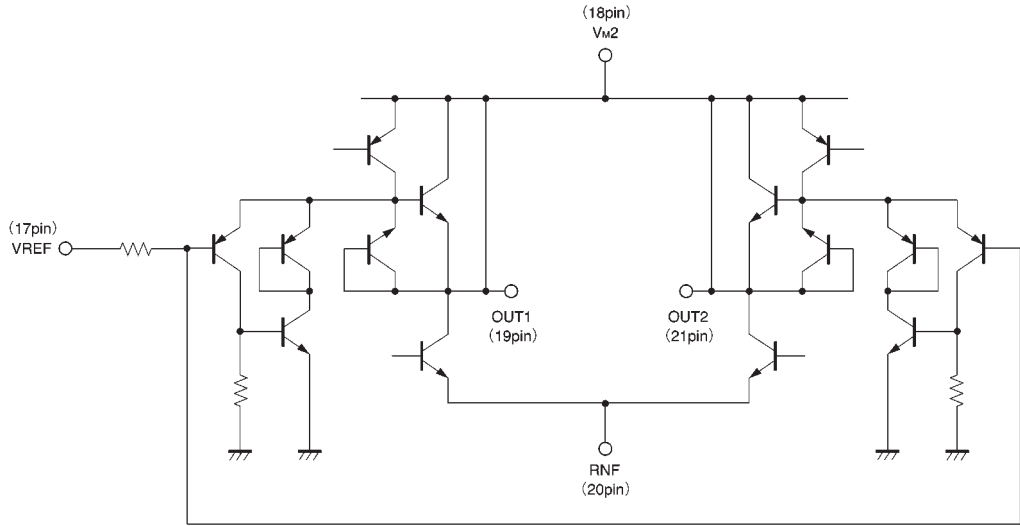 (18pin)
VM2
(17pin)
VREF
OUT1
(19pin)
OUT2
(21pin)
RNF
(20pin)